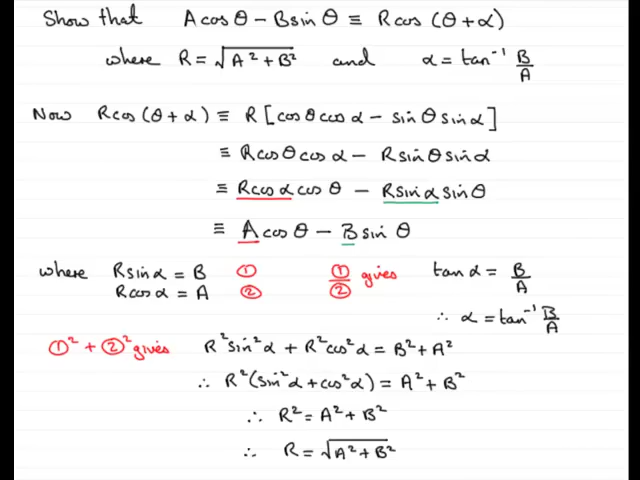 Show that A cos θ − B sin θ ≡ R cos (θ + α)
where R = √(A² + B²) and α = tan⁻¹ B/A
Now R cos (θ + α) ≡ R [cos θ cos α − sin θ sin α]
≡ R cos θ cos α − R sin θ sin α
≡ R cos α cos θ − R sin α sin θ
≡ A cos θ − B sin θ
where R sin α = B ① ①/② gives tan α = B/A
R cos α = A ②
∴ α = tan⁻¹ B/A
①² + ②² gives R² sin² α + R² cos² α = B² + A²
∴ R² (sin² α + cos² α) = A² + B²
∴ R² = A² + B²
∴ R = √(A² + B²)